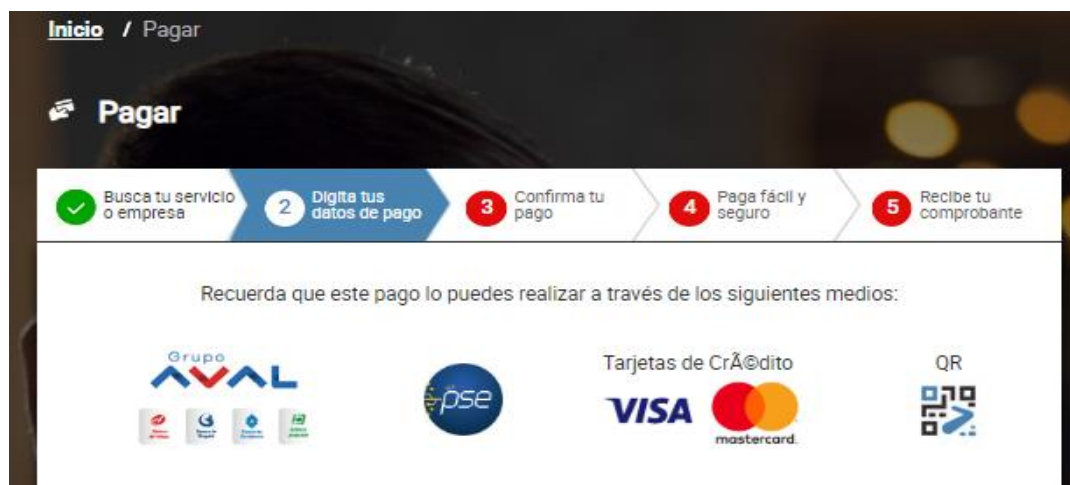 Inicio / Pagar
Pagar
Busca tu servicio
o empresa
2 Digita tus
datos de pago
3 Confirma tu
pago
4 Paga fácil y
seguro
5 Recibe tu
comprobante
Recuerda que este pago lo puedes realizar a través de los siguientes medios:
Grupo
AVAL
pse
Tarjetas de CrÃ©dito
VISA
mastercard.
QR